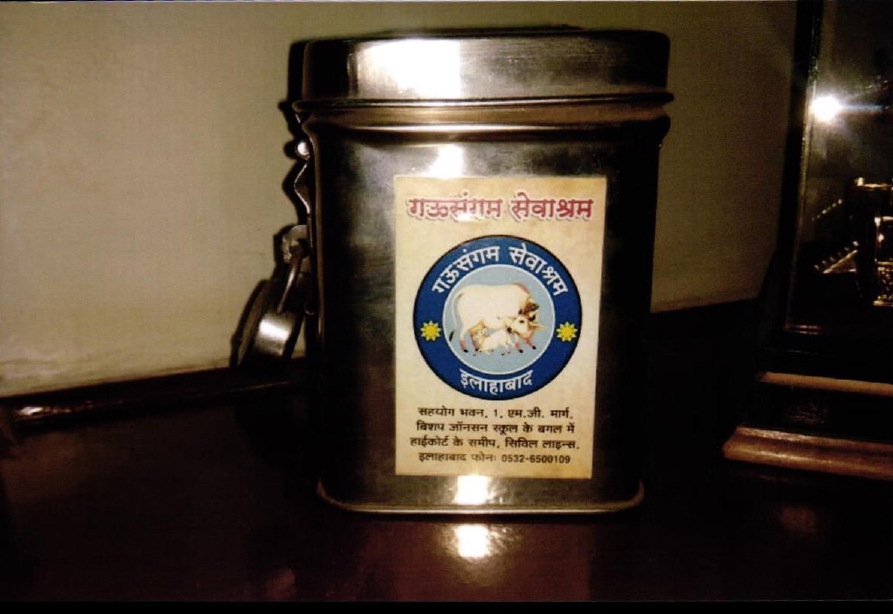 गऊसंगम सेवाश्रम
गऊसंगम सेवाश्रम
इलाहाबाद
सहयोग भवन, 1, एम.जी. मार्ग,
बिशप जॉनसन स्कूल के बगल में
हाईकोर्ट के समीप, सिविल लाइन्स,
इलाहाबाद फोनः 0532-6500109